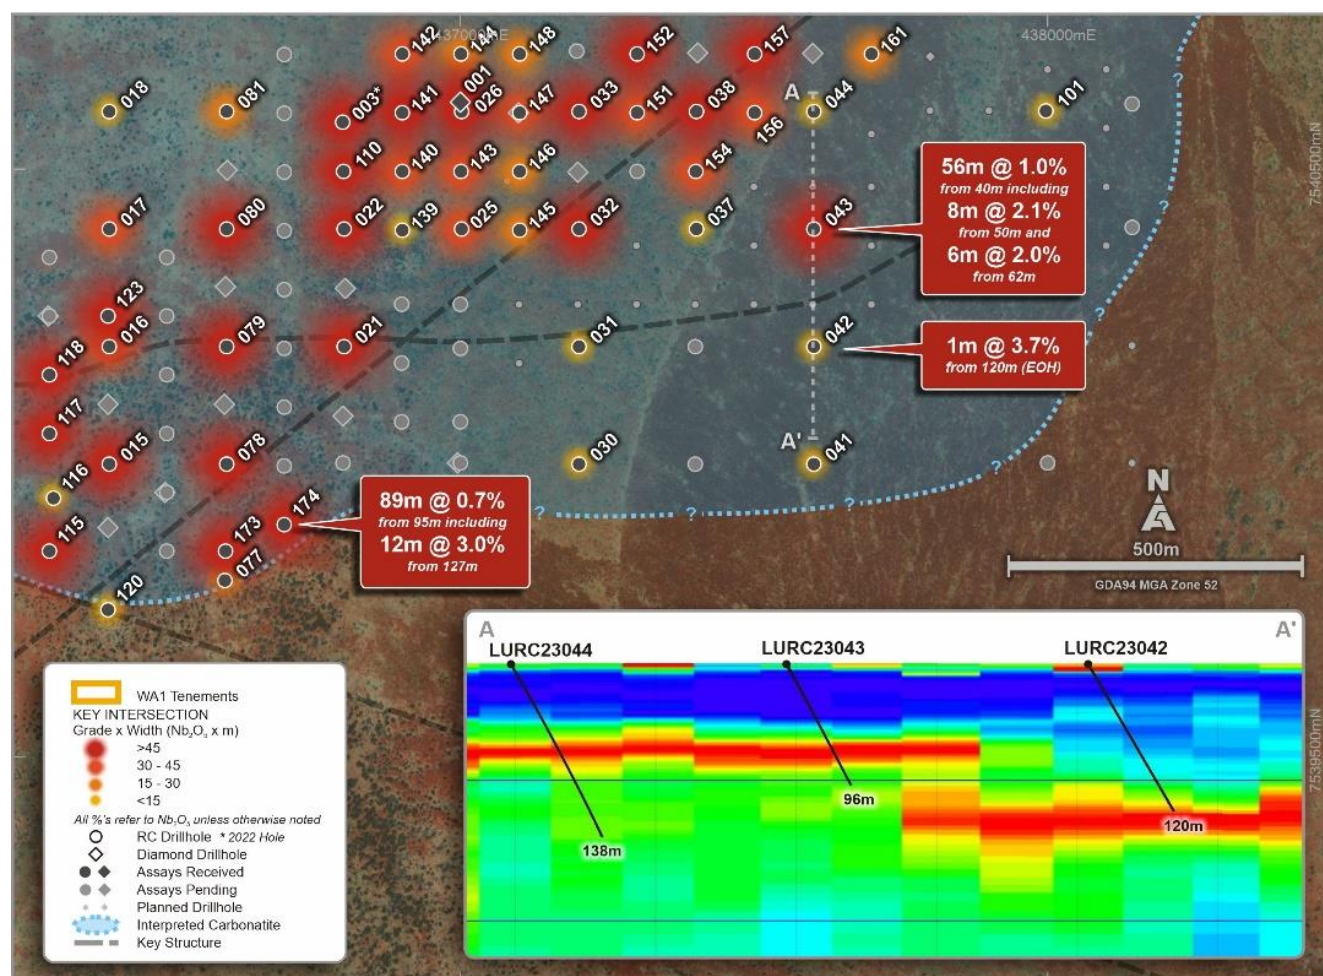 437000mE
438000mE
7540500mN
7539500mN
142
144
148
152
157
161
018
081
003*
141
001
026
147
033
151
038
156
A
044
101
110
140
143
146
154
017
080
022
139
025
145
032
037
043
56m @ 1.0%
from 40m including
8m @ 2.1%
from 50m and
6m @ 2.0%
from 62m
123
016
079
021
031
042
1m @ 3.7%
from 120m (EOH)
118
117
015
078
030
A'
041
116
115
173
174
077
120
89m @ 0.7%
from 95m including
12m @ 3.0%
from 127m
?
?
?
?
?
?
N
500m
GDA94 MGA Zone 52
WA1 Tenements
KEY INTERSECTION
Grade x Width (Nb₂O₅ x m)
>45
30 - 45
15 - 30
<15
All %'s refer to Nb₂O₅ unless otherwise noted
RC Drillhole * 2022 Hole
Diamond Drillhole
Assays Received
Assays Pending
Planned Drillhole
Interpreted Carbonatite
Key Structure
A
A'
LURC23044
LURC23043
LURC23042
138m
96m
120m